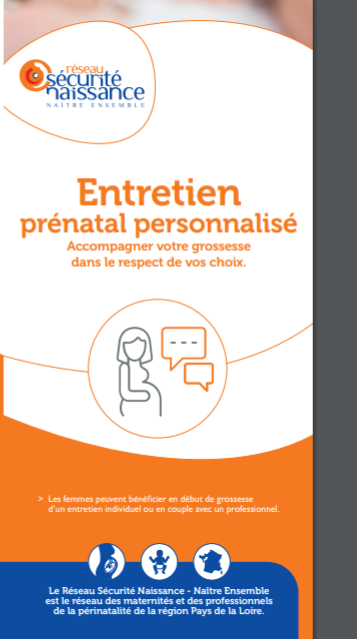 réseau
sécurité
naissance
NAÎTRE ENSEMBLE
Entretien
prénatal personnalisé
Accompagner votre grossesse
dans le respect de vos choix.
> Les femmes peuvent bénéficier en début de grossesse
d'un entretien individuel ou en couple avec un professionnel.
Le Réseau Sécurité Naissance - Naître Ensemble
est le réseau des maternités et des professionnels
de la périnatalité de la région Pays de la Loire.